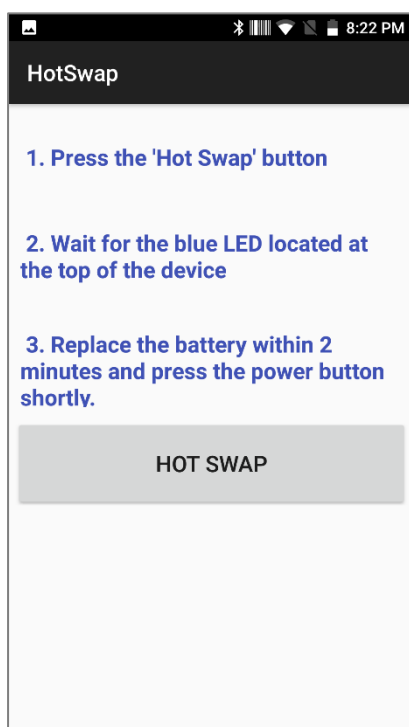 8:22 PM
HotSwap
1. Press the 'Hot Swap' button
2. Wait for the blue LED located at
the top of the device
3. Replace the battery within 2
minutes and press the power button
shortly.
HOT SWAP